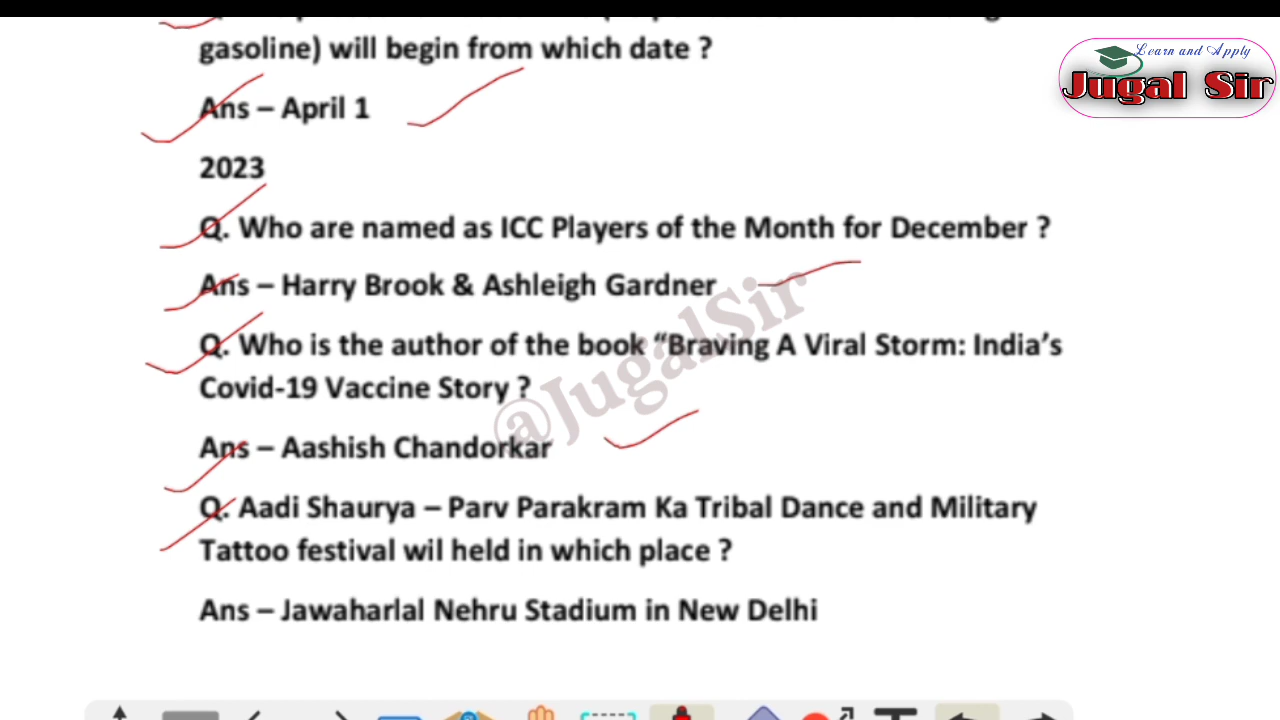 gasoline) will begin from which date ?
Learn and Apply
Jugal Sir
Ans – April 1
2023
Q. Who are named as ICC Players of the Month for December ?
Ans – Harry Brook & Ashleigh Gardner
Q. Who is the author of the book “Braving A Viral Storm: India’s
Covid-19 Vaccine Story ?
@JugalSir
Ans – Aashish Chandorkar
Q. Aadi Shaurya – Parv Parakram Ka Tribal Dance and Military
Tattoo festival wil held in which place ?
Ans – Jawaharlal Nehru Stadium in New Delhi